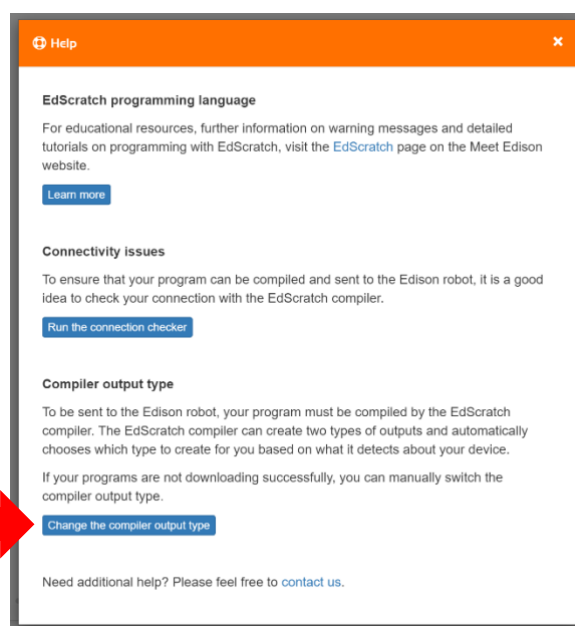 Help ×
EdScratch programming language
For educational resources, further information on warning messages and detailed
tutorials on programming with EdScratch, visit the EdScratch page on the Meet Edison
website.
Learn more
Connectivity issues
To ensure that your program can be compiled and sent to the Edison robot, it is a good
idea to check your connection with the EdScratch compiler.
Run the connection checker
Compiler output type
To be sent to the Edison robot, your program must be compiled by the EdScratch
compiler. The EdScratch compiler can create two types of outputs and automatically
chooses which type to create for you based on what it detects about your device.
If your programs are not downloading successfully, you can manually switch the
compiler output type.
Change the compiler output type
Need additional help? Please feel free to contact us.